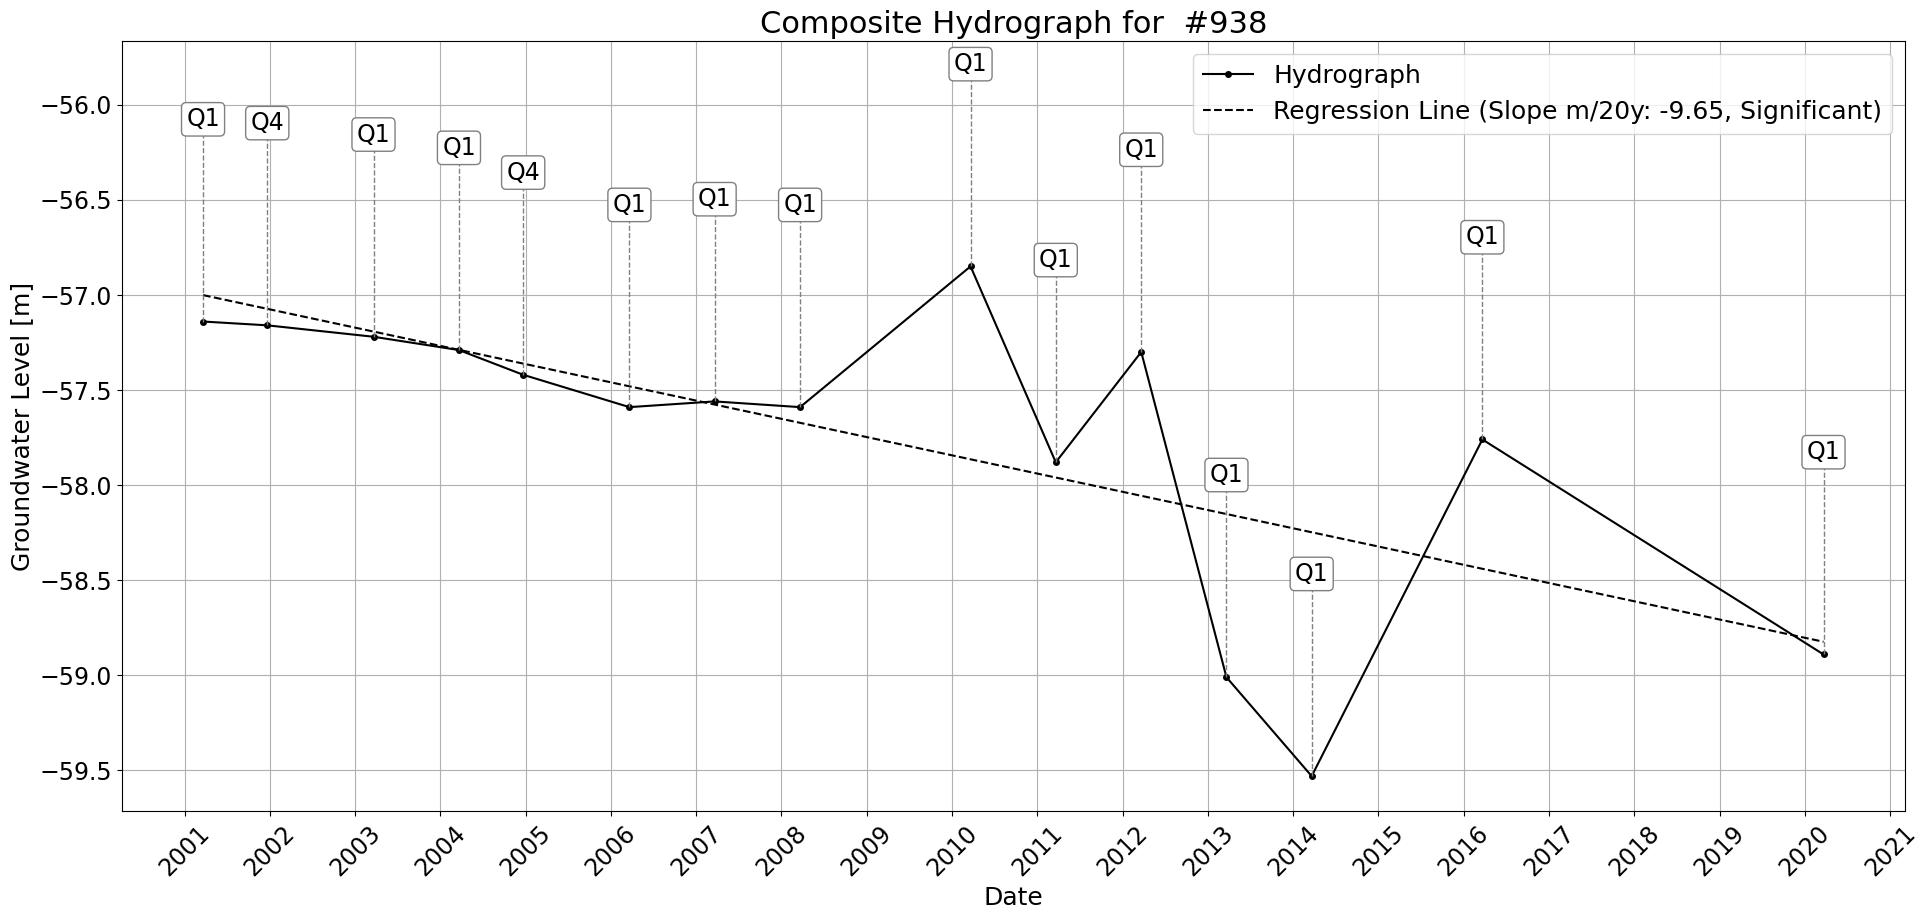 Composite Hydrograph for  #938
Hydrograph
Regression Line (Slope m/20y: -9.65, Significant)
Q1
Q4
Q1
Q1
Q4
Q1
Q1
Q1
Q1
Q1
Q1
Q1
Q1
Q1
Q1
Groundwater Level [m]
−56.0
−56.5
−57.0
−57.5
−58.0
−58.5
−59.0
−59.5
2001
2002
2003
2004
2005
2006
2007
2008
2009
2010
2011
2012
2013
2014
2015
2016
2017
2018
2019
2020
2021
Date